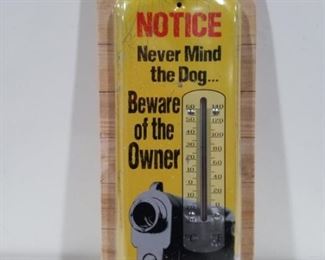 NOTICE
Never Mind
the Dog...
Beware
of the
Owner